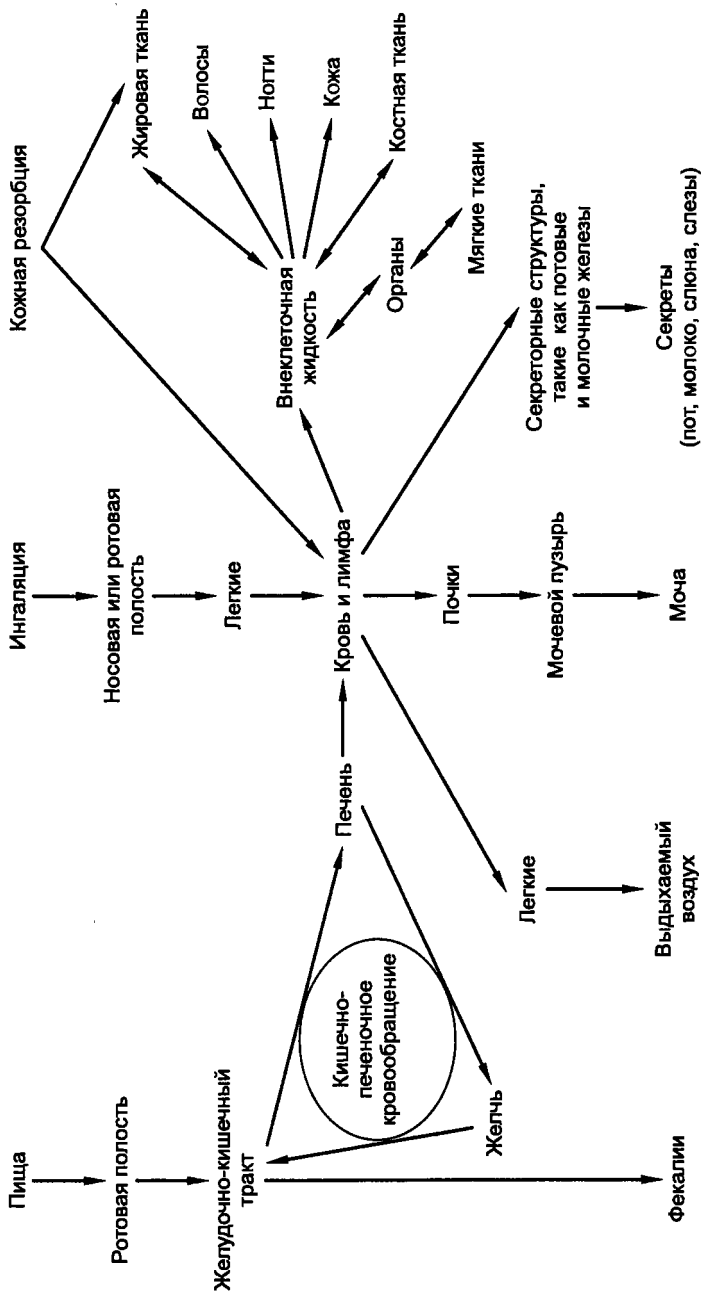 Пища
Ротовая полость
Желудочно-кишечный
тракт
Фекалии
Кишечно-
печеночное
кровообращение
Желчь
Печень
Легкие
Выдыхаемый
воздух
Ингаляция
Носовая или ротовая
полость
Легкие
Кровь и лимфа
Почки
Мочевой пузырь
Моча
Кожная резорбция
Жировая ткань
Волосы
Ногти
Кожа
Костная ткань
Внеклеточная
жидкость
Органы
Мягкие ткани
Секреторные структуры,
такие как потовые
и молочные железы
Секреты
(пот, молоко, слюна, слезы)